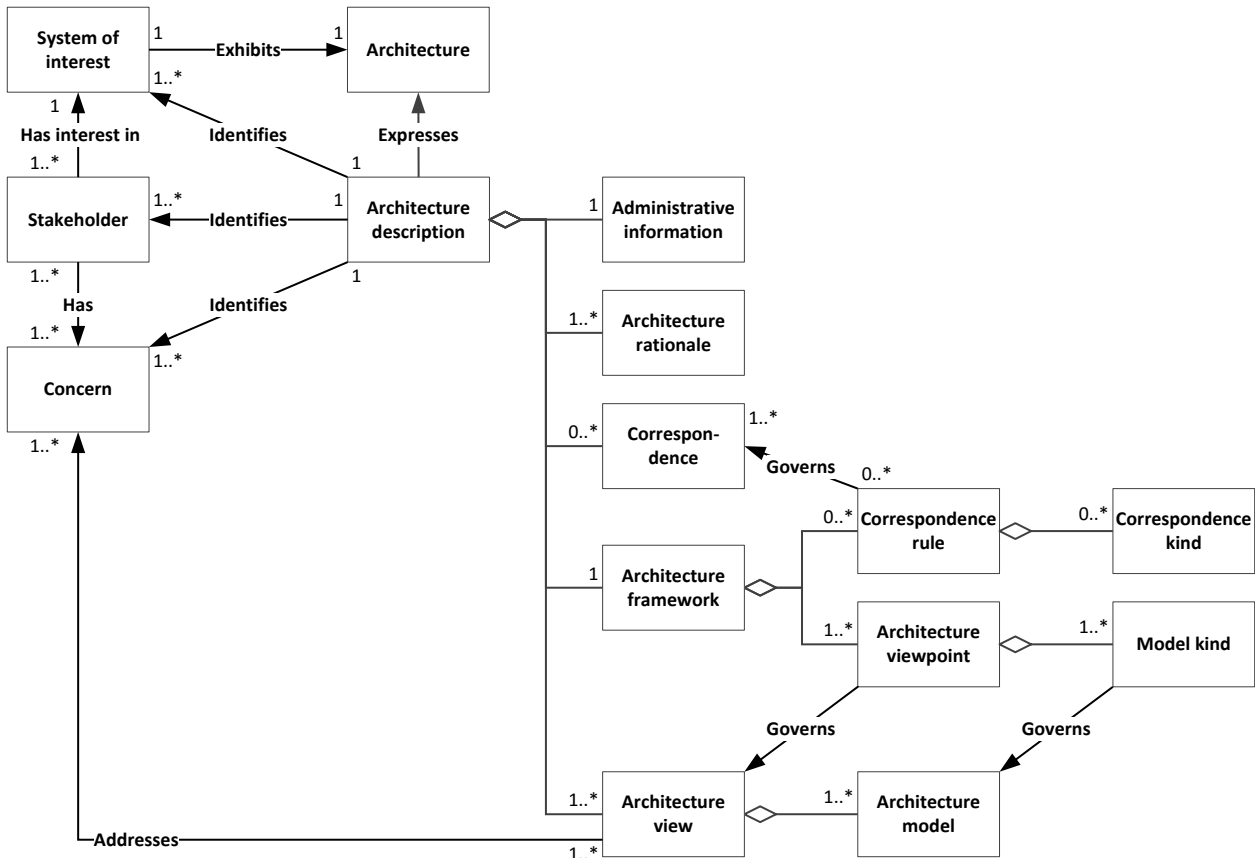 System of
interest
1
Exhibits
1
Architecture
1..*
1
Has interest in
Identifies
Expresses
1..*
1
Stakeholder
1..*
Identifies
1
Architecture
description
1
Administrative
information
1..*
1
Has
Identifies
1..*
Architecture
rationale
1..*
1..*
Concern
1..*
0..*
Correspon-
dence
1..*
Governs
0..*
0..*
Correspondence
rule
0..*
Correspondence
kind
1
Architecture
framework
1..*
Architecture
viewpoint
1..*
Model kind
Governs
Governs
1..*
Architecture
view
1..*
Architecture
model
Addresses
1..*